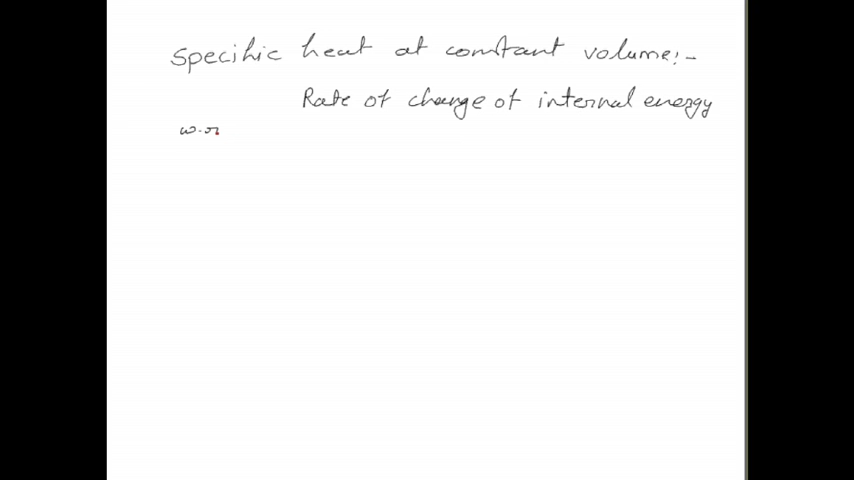 Specific heat at constant volume:-
Rate of change of internal energy
w.r